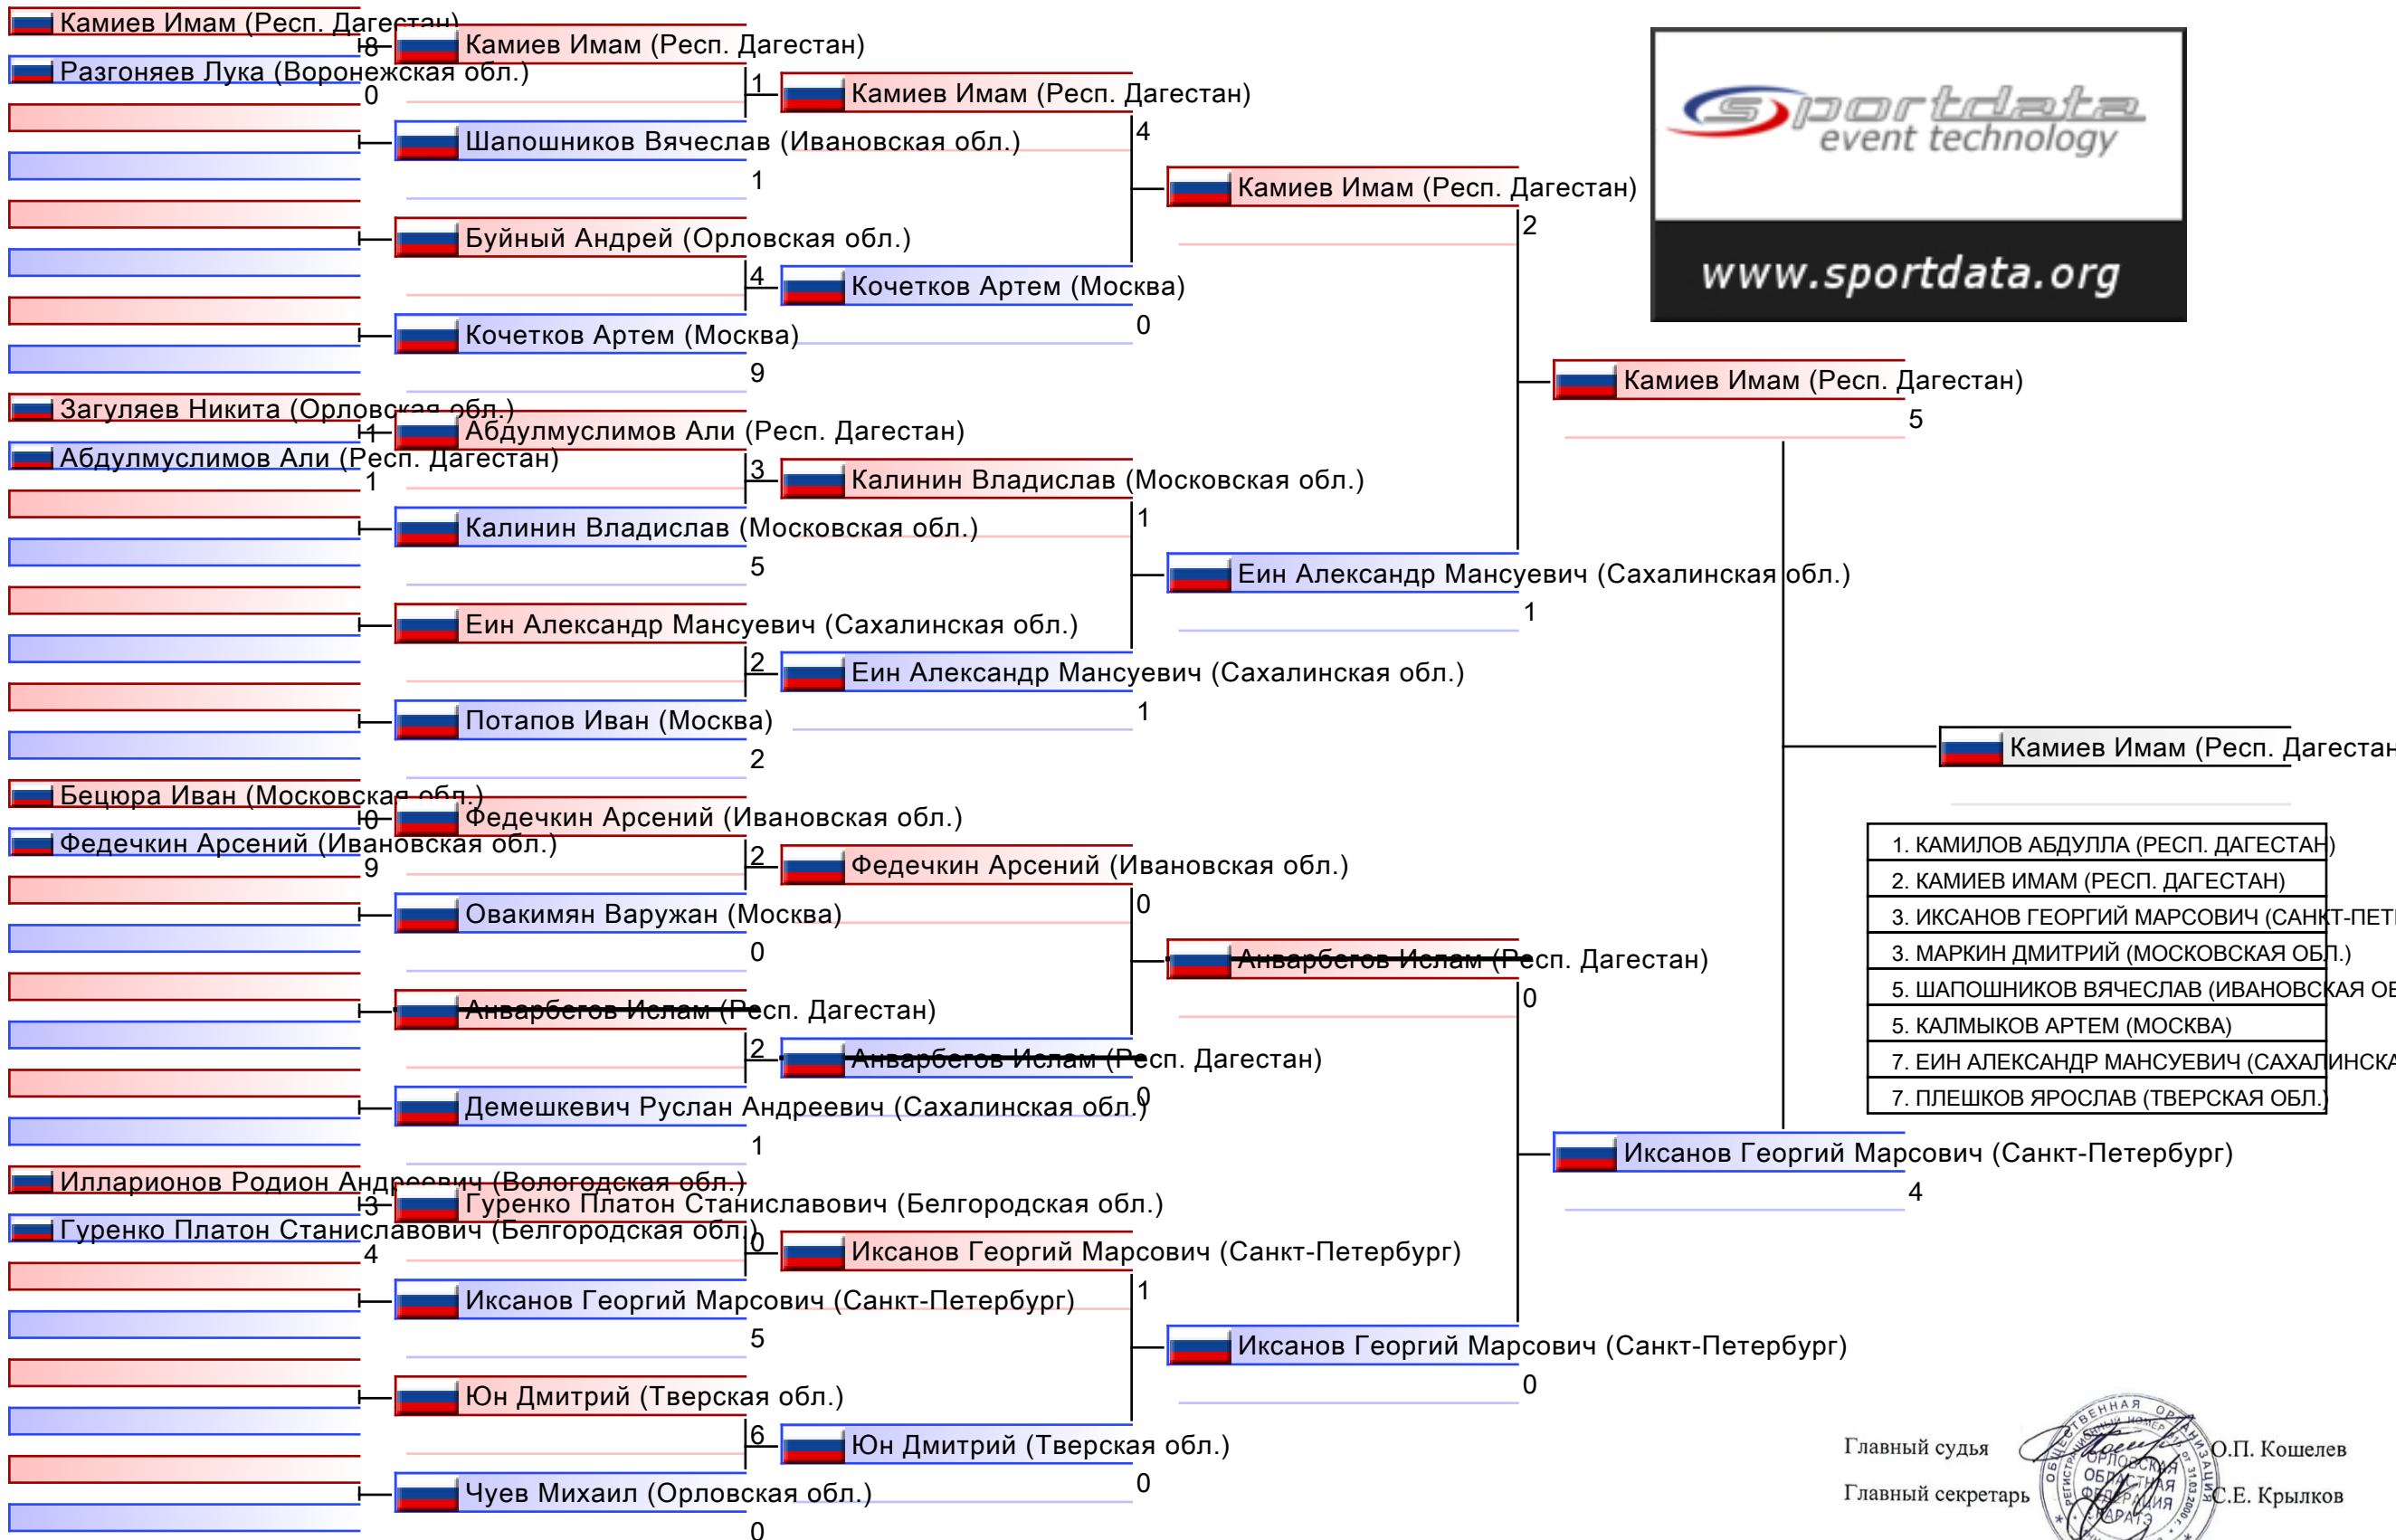 Камиев Имам (Респ. Дагестан)
8
Разгоняев Лука (Воронежская обл.)
0
Загуляев Никита (Орловская обл.)
1
Абдулмуслимов Али (Респ. Дагестан)
1
Бецюра Иван (Московская обл.)
0
Федечкин Арсений (Ивановская обл.)
9
Илларионов Родион Андреевич (Вологодская обл.)
3
Гуренко Платон Станиславович (Белгородская обл.)
4
Камиев Имам (Респ. Дагестан)
1
Шапошников Вячеслав (Ивановская обл.)
1
Буйный Андрей (Орловская обл.)
4
Кочетков Артем (Москва)
9
Абдулмуслимов Али (Респ. Дагестан)
3
Калинин Владислав (Московская обл.)
5
Еин Александр Мансуевич (Сахалинская обл.)
2
Потапов Иван (Москва)
2
Федечкин Арсений (Ивановская обл.)
2
Овакимян Варужан (Москва)
0
Анварбегов Ислам (Респ. Дагестан)
2
Демешкевич Руслан Андреевич (Сахалинская обл.)
1
Гуренко Платон Станиславович (Белгородская обл.)
0
Иксанов Георгий Марсович (Санкт-Петербург)
5
Юн Дмитрий (Тверская обл.)
6
Чуев Михаил (Орловская обл.)
0
Камиев Имам (Респ. Дагестан)
4
Кочетков Артем (Москва)
0
Калинин Владислав (Московская обл.)
1
Еин Александр Мансуевич (Сахалинская обл.)
1
Федечкин Арсений (Ивановская обл.)
0
Анварбегов Ислам (Респ. Дагестан)
0
Иксанов Георгий Марсович (Санкт-Петербург)
1
Юн Дмитрий (Тверская обл.)
0
Камиев Имам (Респ. Дагестан)
2
Еин Александр Мансуевич (Сахалинская обл.)
1
Анварбегов Ислам (Респ. Дагестан)
0
Иксанов Георгий Марсович (Санкт-Петербург)
0
Камиев Имам (Респ. Дагестан)
5
Иксанов Георгий Марсович (Санкт-Петербург)
4
Камиев Имам (Респ. Дагестан
sportdata
event technology
www.sportdata.org
1. КАМИЛОВ АБДУЛЛА (РЕСП. ДАГЕСТАН)
2. КАМИЕВ ИМАМ (РЕСП. ДАГЕСТАН)
3. ИКСАНОВ ГЕОРГИЙ МАРСОВИЧ (САНКТ-ПЕТ
3. МАРКИН ДМИТРИЙ (МОСКОВСКАЯ ОБЛ.)
5. ШАПОШНИКОВ ВЯЧЕСЛАВ (ИВАНОВСКАЯ ОБ
5. КАЛМЫКОВ АРТЕМ (МОСКВА)
7. ЕИН АЛЕКСАНДР МАНСУЕВИЧ (САХАЛИНСКА
7. ПЛЕШКОВ ЯРОСЛАВ (ТВЕРСКАЯ ОБЛ.)
Главный судья О.П. Кошелев
Главный секретарь С.Е. Крылков
ОБЩЕСТВЕННАЯ ОРГАНИЗАЦИЯ
ОРЛОВСКАЯ
ОБЛАСТНАЯ
ФЕДЕРАЦИЯ
КАРАТЭ